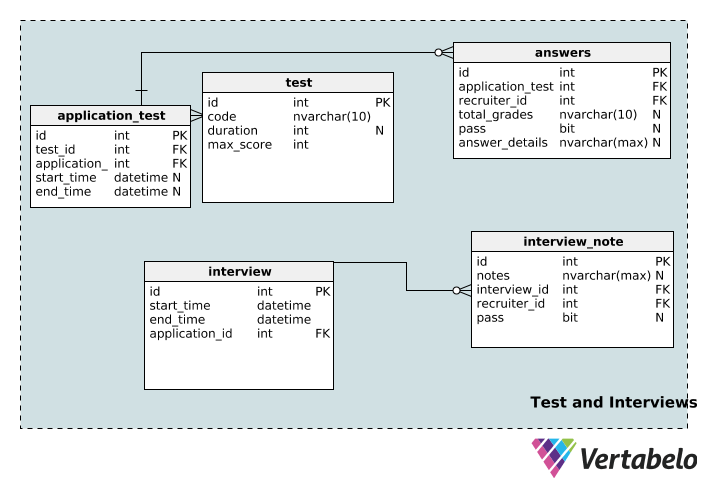 answers
id int PK
application_test int FK
recruiter_id int FK
total_grades nvarchar(10) N
pass bit N
answer_details nvarchar(max) N
test
id int PK
code nvarchar(10)
duration int N
max_score int
application_test
id int PK
test_id int FK
application_ int FK
start_time datetime N
end_time datetime N
interview_note
id int PK
notes nvarchar(max) N
interview_id int FK
recruiter_id int FK
pass bit N
interview
id int PK
start_time datetime
end_time datetime
application_id int FK
Test and Interviews
Vertabelo